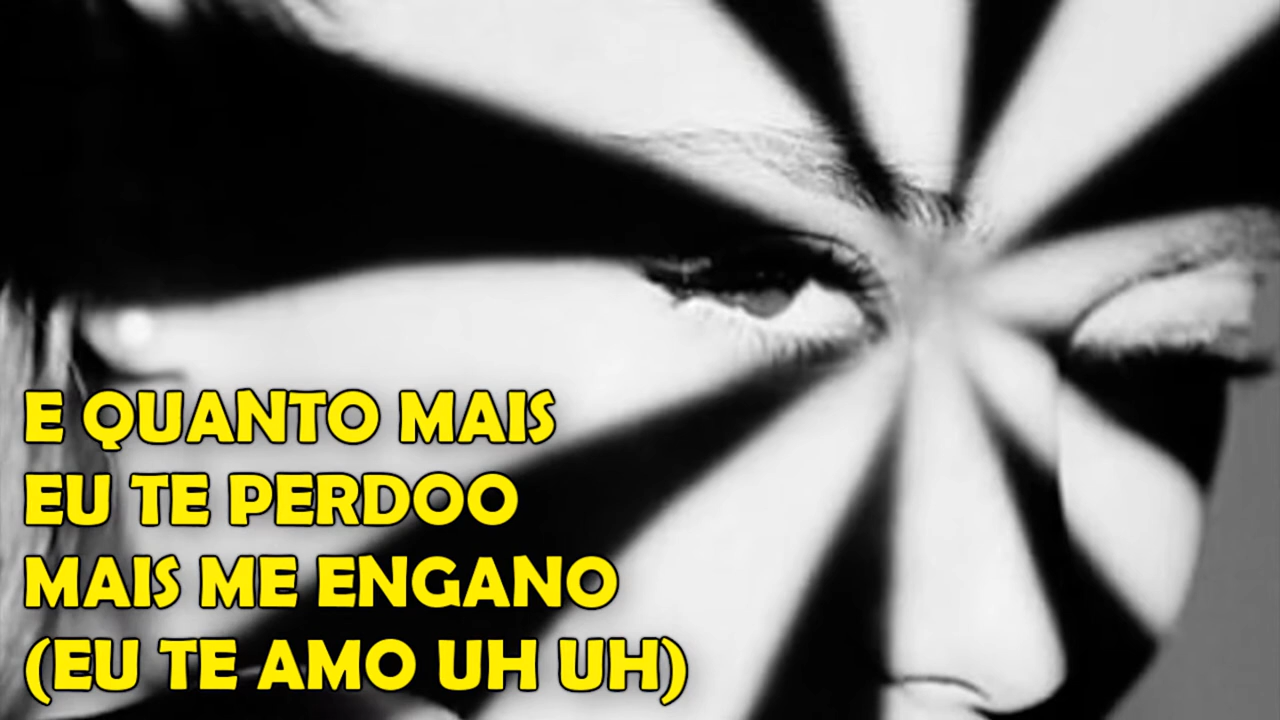 E QUANTO MAIS
EU TE PERDOO
MAIS ME ENGANO
(EU TE AMO UH UH)